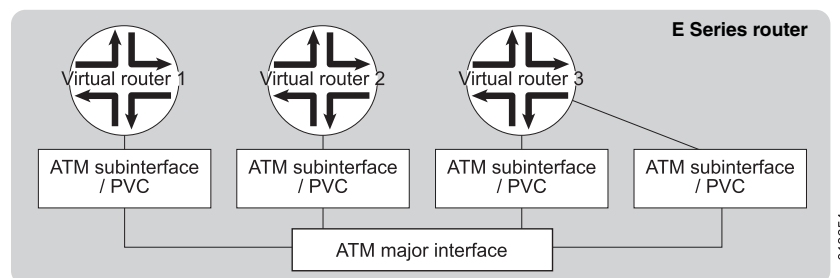 E Series router
Virtual router 1
Virtual router 2
Virtual router 3
ATM subinterface
/ PVC
ATM subinterface
/ PVC
ATM subinterface
/ PVC
ATM subinterface
/ PVC
ATM major interface